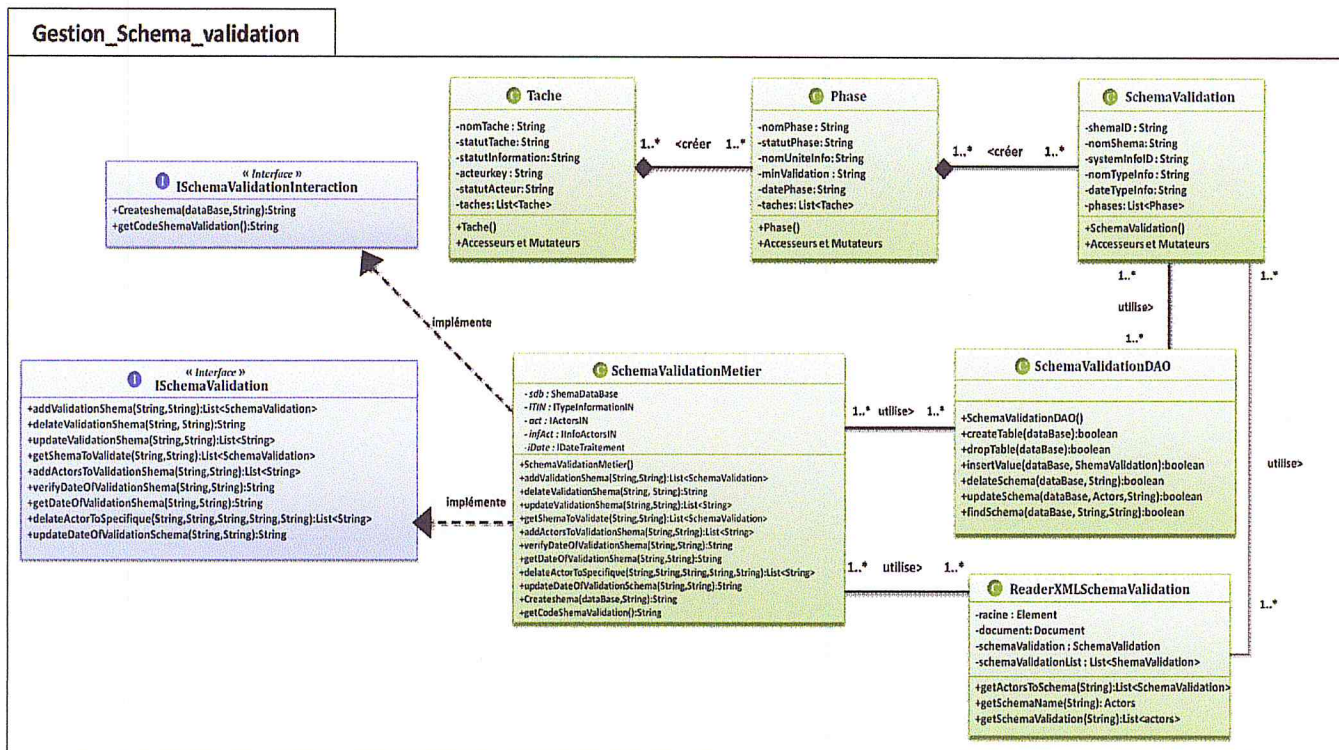 Gestion_Schema_validation
C Tache
-nomTache : String
-statutTache: String
-statutInformation: String
-acteurkey : String
-statutActeur : String
-taches: List<Tache>
+Tache()
+Accesseurs et Mutateurs
1..* <créer 1..*
C Phase
-nomPhase : String
-statutPhase: String
-nomUniteInfo: String
-minValidation : String
-datePhase: String
-taches: List<Tache>
+Phase()
+Accesseurs et Mutateurs
1..* <créer 1..*
C SchemaValidation
-shemaID : String
-nomShema: String
-systemInfoID: String
-nomTypeInfo: String
-dateTypeInfo: String
-phases: List<Phase>
+SchemaValidation()
+Accesseurs et Mutateurs
« Interface »
I ISchemaValidationInteraction
+Createshema(dataBase,String):String
+getCodeShemaValidation():String
implémente
« Interface »
I ISchemaValidation
+addValidationShema(String,String):List<SchemaValidation>
+delateValidationShema(String, String):String
+updateValidationShema(String,String):List<String>
+getShemaToValidate(String,String):List<SchemaValidation>
+addActorsToValidationShema(String,String):List<String>
+verifyDateOfValidationShema(String,String):String
+getDateOfValidationShema(String,String):String
+delateActorToSpecifique(String,String,String,String,String):List<String>
+updateDateOfValidationSchema(String,String):String
implémente
C SchemaValidationMetier
- sdb : ShemaDataBase
- ITIN : ITypeInformationIN
- act : IActorsIN
- infAct : IInfoActorsIN
- iDate : IDateTraitement
+SchemaValidationMetier()
+addValidationShema(String,String):List<SchemaValidation>
+delateValidationShema(String, String):String
+updateValidationShema(String,String):List<String>
+getShemaToValidate(String,String):List<SchemaValidation>
+addActorsToValidationShema(String,String):List<String>
+verifyDateOfValidationShema(String,String):String
+getDateOfValidationShema(String,String):String
+delateActorToSpecifique(String,String,String,String,String):List<String>
+updateDateOfValidationSchema(String,String):String
+Createshema(dataBase,String):String
+getCodeShemaValidation():String
1..* utilise> 1..*
1..*
utilise>
1..*
C SchemaValidationDAO
+SchemaValidationDAO()
+createTable(dataBase):boolean
+dropTable(dataBase):boolean
+insertValue(dataBase, ShemaValidation):boolean
+delateSchema(dataBase, String):boolean
+updateSchema(dataBase, Actors,String):boolean
+findSchema(dataBase, String,String):boolean
1..*
utilise>
1..*
1..* utilise> 1..*
C ReaderXMLSchemaValidation
-racine : Element
-document: Document
-schemaValidation : SchemaValidation
-schemaValidationList : List<ShemaValidation>
+getActorsToSchema(String):List<SchemaValidation>
+getSchemaName(String): Actors
+getSchemaValidation(String):List<actors>